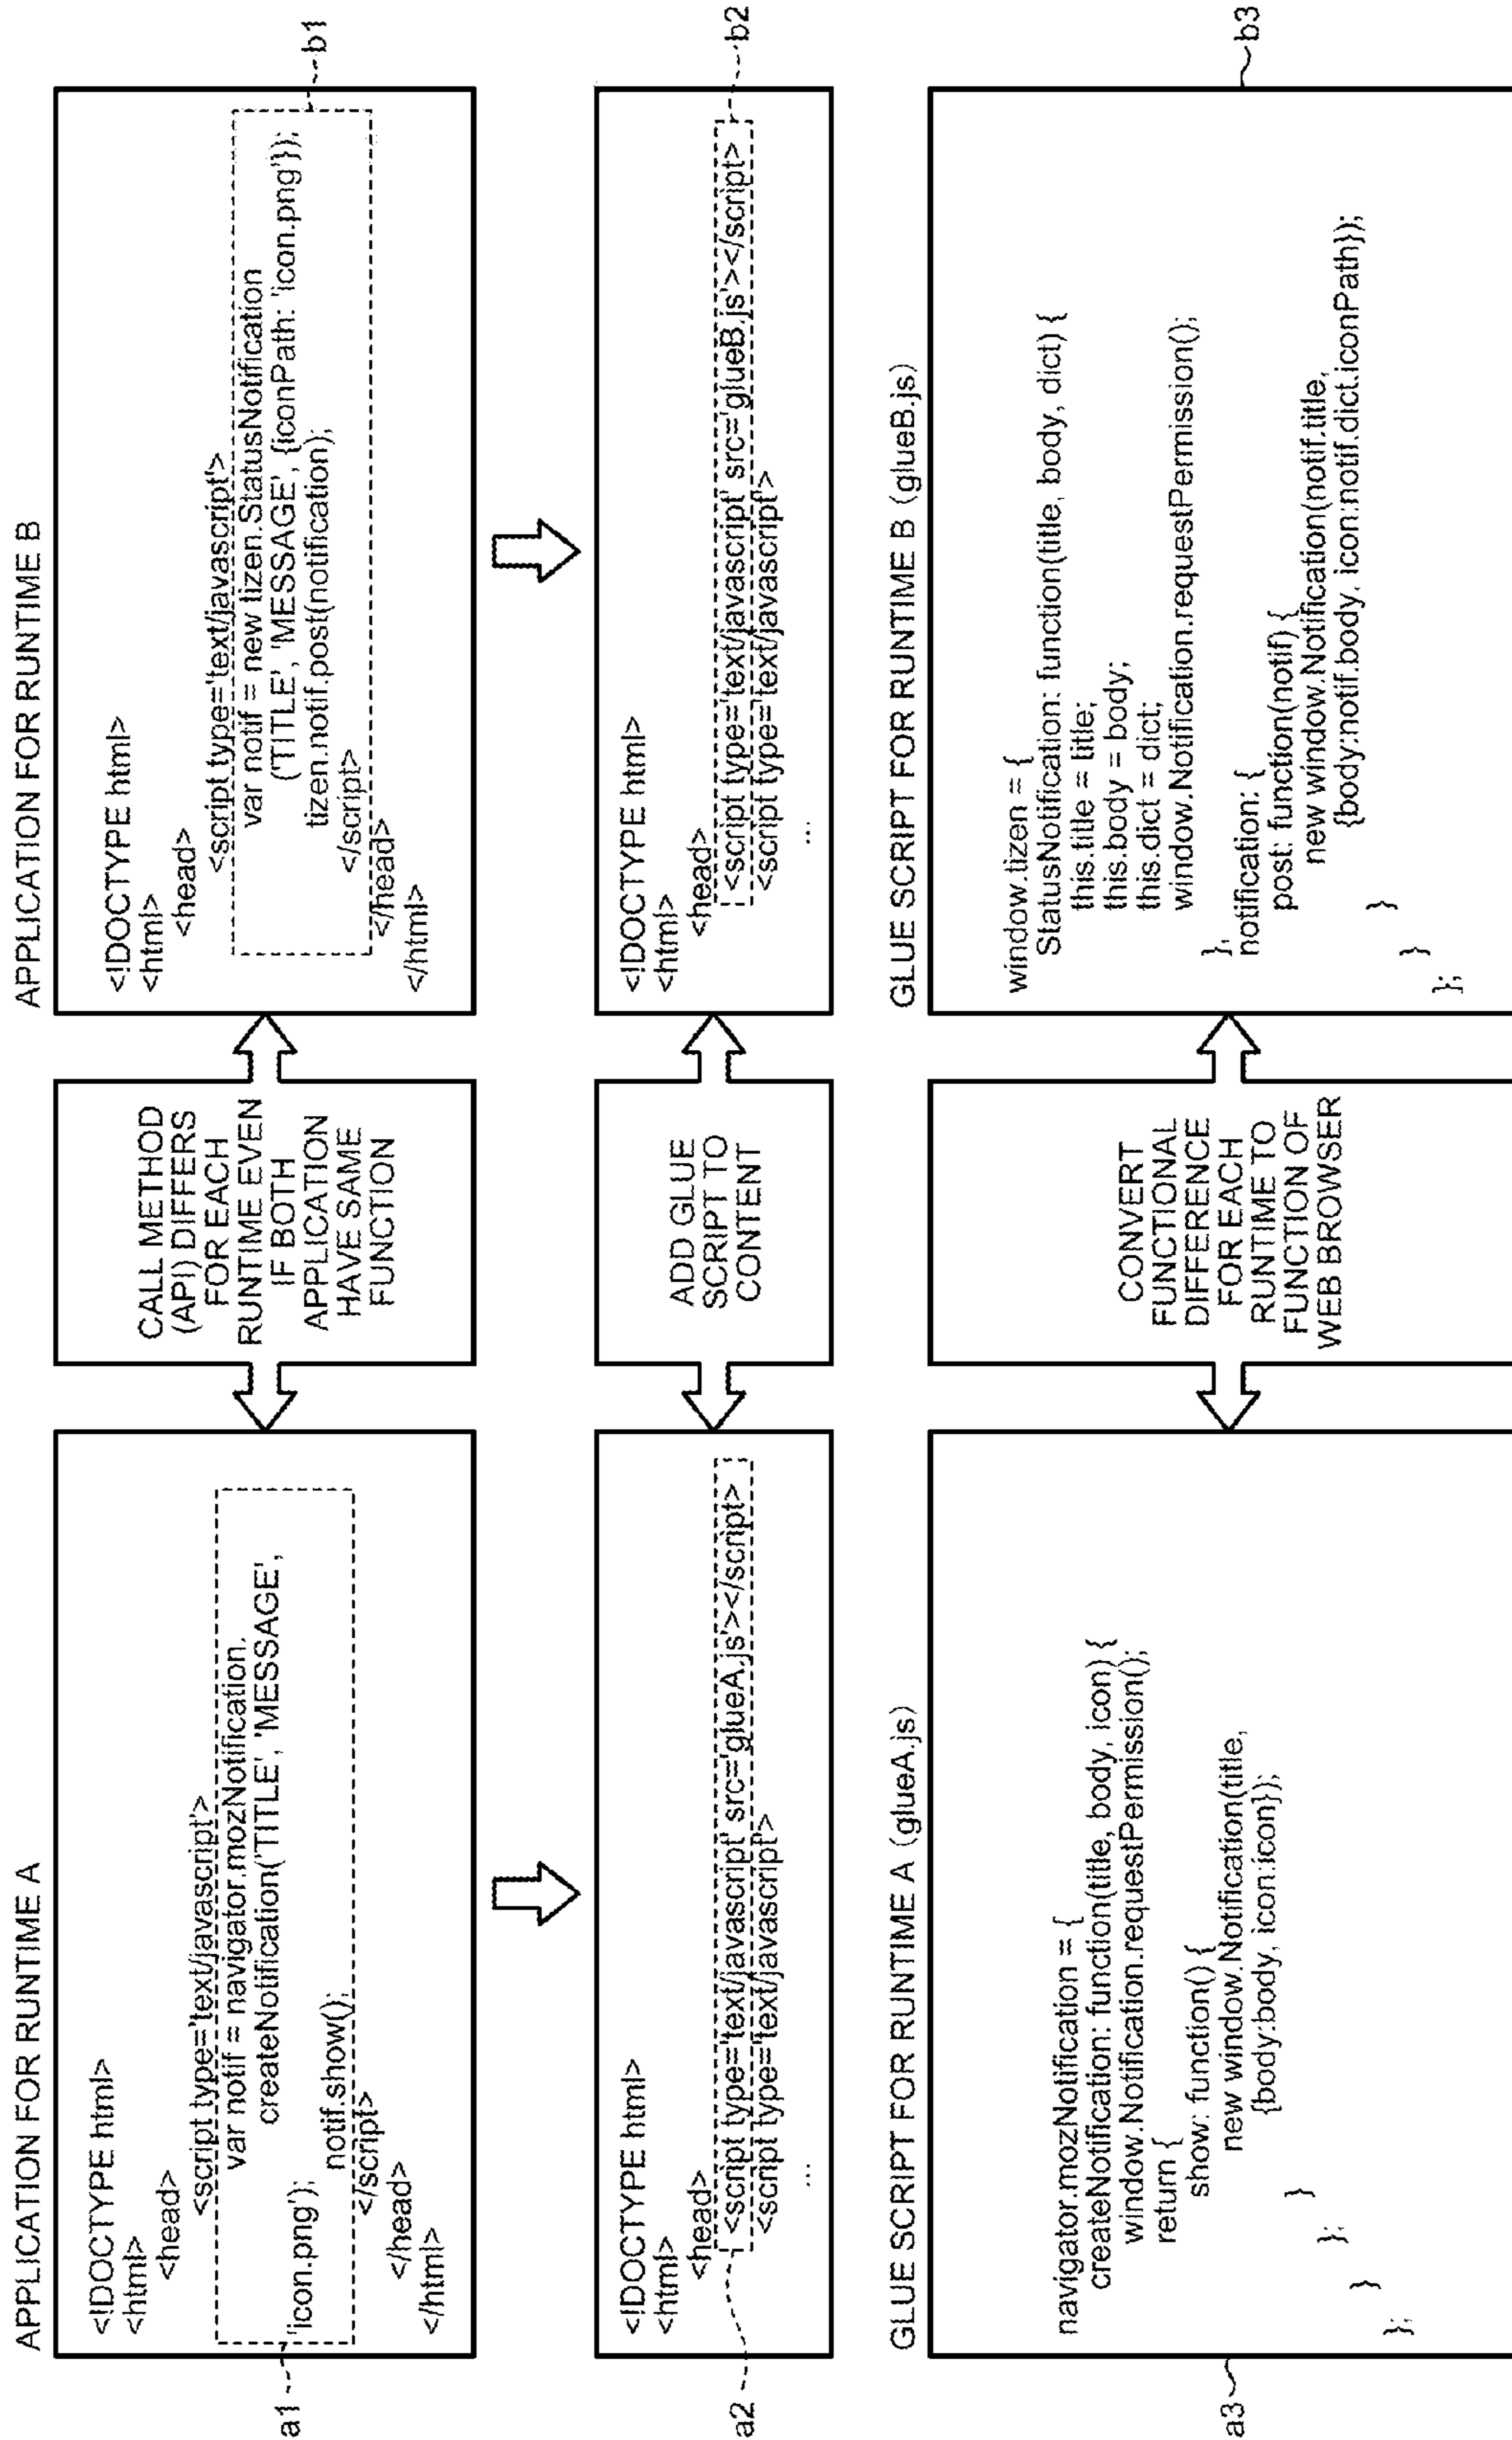 APPLICATION FOR RUNTIME A
<!DOCTYPE html>
<html>
<head>
<script type='text/javascript'>
var notif = navigator.mozNotification.
createNotification('TITLE', 'MESSAGE',
'icon.png');
notif.show();
</script>
</head>
</html>
a1
CALL METHOD
(API) DIFFERS
FOR EACH
RUNTIME EVEN
IF BOTH
APPLICATION
HAVE SAME
FUNCTION
APPLICATION FOR RUNTIME B
<!DOCTYPE html>
<html>
<head>
<script type='text/javascript'>
var notif = new tizen.StatusNotification
('TITLE', 'MESSAGE', {iconPath: 'icon.png'});
tizen.notif.post(notification);
</script>
</head>
</html>
b1
<!DOCTYPE html>
<html>
<head>
<script type='text/javascript' src='glueA.js'></script>
<script type='text/javascript'>
...
a2
ADD GLUE
SCRIPT TO
CONTENT
<!DOCTYPE html>
<html>
<head>
<script type='text/javascript' src='glueB.js'></script>
<script type='text/javascript'>
...
b2
GLUE SCRIPT FOR RUNTIME A (glueA.js)
navigator.mozNotification = {
createNotification: function(title, body, icon) {
window.Notification.requestPermission();
return {
show: function() {
new window.Notification(title,
{body:body, icon:icon});
}
};
}
};
a3
CONVERT
FUNCTIONAL
DIFFERENCE
FOR EACH
RUNTIME TO
FUNCTION OF
WEB BROWSER
GLUE SCRIPT FOR RUNTIME B (glueB.js)
window.tizen = {
StatusNotification: function(title, body, dict) {
this.title = title;
this.body = body;
this.dict = dict;
window.Notification.requestPermission();
},
notification: {
post: function(notif) {
new window.Notification(notif.title,
{body:notif.body, icon:notif.dict.iconPath});
}
}
};
b3